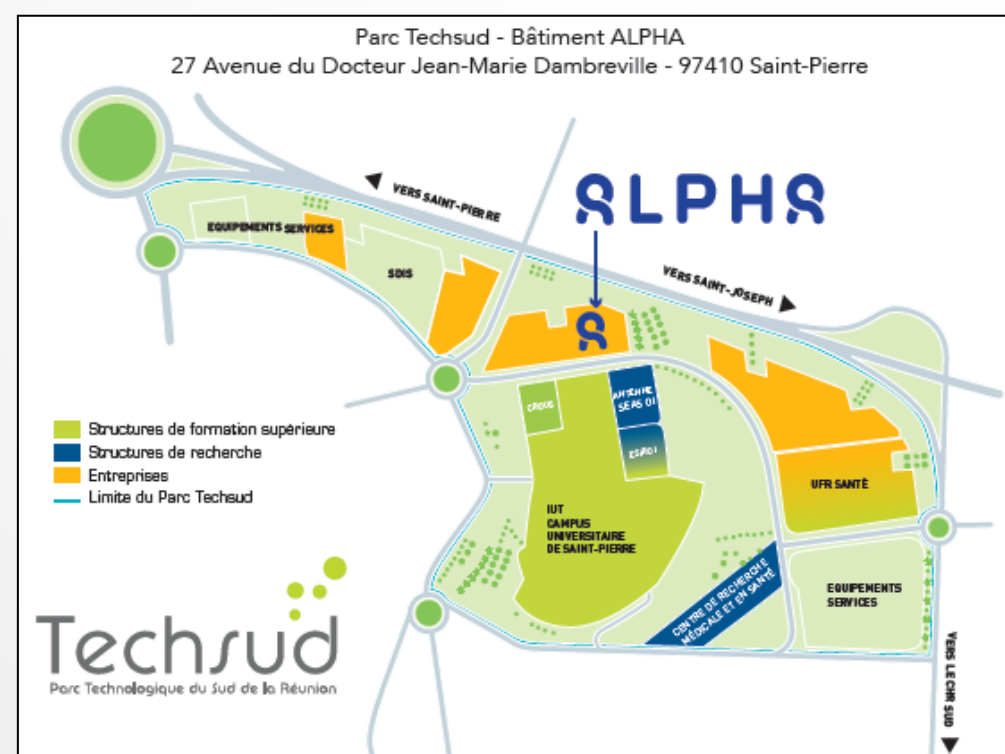 Parc Techsud - Bâtiment ALPHA
27 Avenue du Docteur Jean-Marie Dambreville - 97410 Saint-Pierre
ALPHA
VERS SAINT-PIERRE
VERS SAINT-JOSEPH
EQUIPEMENTS SERVICES
SDIS
CROUS
ANTENNE
SEAS OI
ESIROI
Structures de formation supérieure
Structures de recherche
Entreprises
Limite du Parc Techsud
UFR SANTÈ
IUT
CAMPUS
UNIVERSITAIRE
DE SAINT-PIERRE
CENTRE DE RECHERCHE
MÉDICALE ET EN SANTÉ
EQUIPEMENTS
SERVICES
VERS LE CHR SUD
Techsud
Parc Technologique du Sud de la Réunion